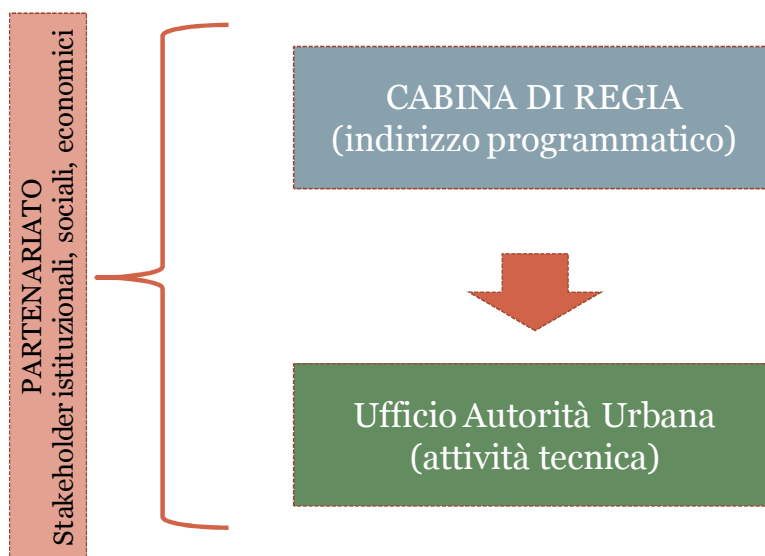 PARTENARIATO
Stakeholder istituzionali, sociali, economici
CABINA DI REGIA
(indirizzo programmatico)
Ufficio Autorità Urbana
(attività tecnica)